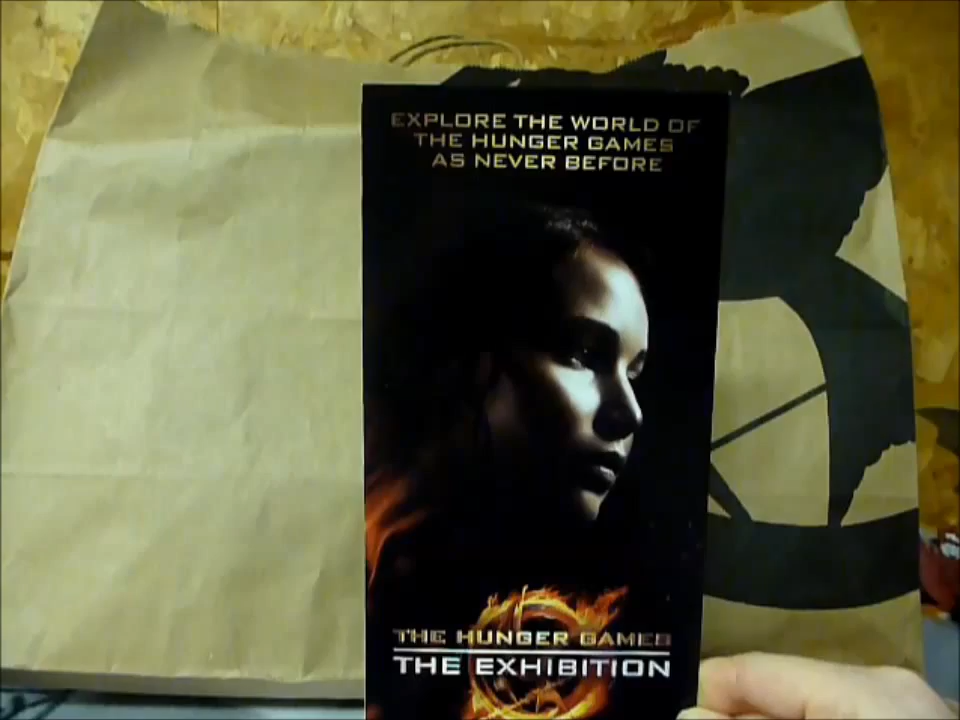 EXPLORE THE WORLD OF
THE HUNGER GAMES
AS NEVER BEFORE
THE HUNGER GAMES
THE EXHIBITION